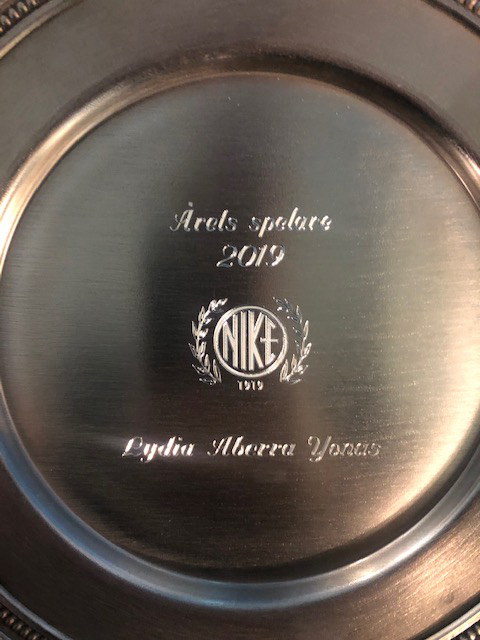 Årets spelare
2019
NIKE
1919
Lydia Aberra Yonas